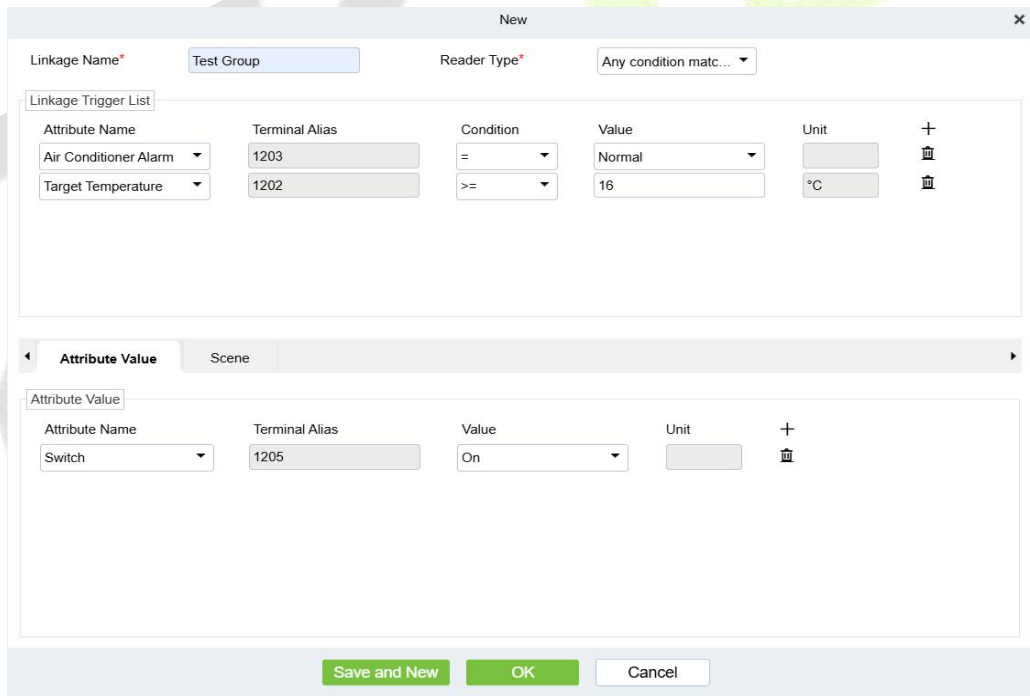 New
Linkage Name* Test Group Reader Type* Any condition matc...
Linkage Trigger List
Attribute Name Terminal Alias Condition Value Unit
Air Conditioner Alarm 1203 = Normal
Target Temperature 1202 >= 16 °C
Attribute Value Scene
Attribute Value
Attribute Name Terminal Alias Value Unit
Switch 1205 On
Save and New OK Cancel